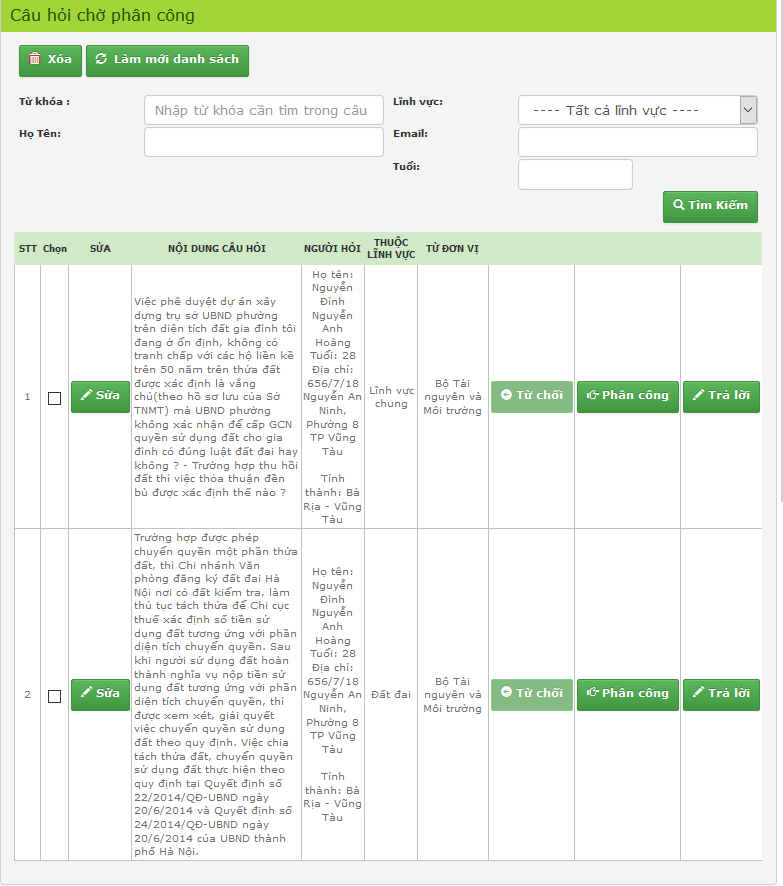 Câu hỏi chờ phân công
Xóa
Làm mới danh sách
Từ khóa :
Nhập từ khóa cần tìm trong câu
Lĩnh vực:
---- Tất cả lĩnh vực ----
Họ Tên:
Email:
Tuổi:
Tìm Kiếm
STT
Chọn
SỬA
NỘI DUNG CÂU HỎI
NGƯỜI HỎI
THUỘC
LĨNH VỰC
TỪ ĐƠN VỊ
1
Sửa
Việc phê duyệt dự án xây
dựng trụ sở UBND phường
trên diện tích đất gia đình tôi
đang ở ổn định, không có
tranh chấp với các hộ liền kề
trên 50 năm trên thửa đất
được xác định là vắng
chủ(theo hồ sơ lưu của Sở
TNMT) mà UBND phường
không xác nhận để cấp GCN
quyền sử dụng đất cho gia
đình có đúng luật đất đai hay
không ? - Trường hợp thu hồi
đất thì việc thỏa thuận đền
bù được xác định thế nào ?
Họ tên:
Nguyễn
Đình
Nguyễn
Anh
Hoàng
Tuổi: 28
Địa chỉ:
656/7/18
Nguyễn An
Ninh,
Phường 8
TP Vũng
Tàu
Tỉnh
thành: Bà
Rịa - Vũng
Tàu
Lĩnh vực
chung
Bộ Tài
nguyên và
Môi trường
Từ chối
Phân công
Trả lời
2
Sửa
Trường hợp được phép
chuyển quyền một phần thửa
đất, thì Chi nhánh Văn
phòng đăng ký đất đai Hà
Nội nơi có đất kiểm tra, làm
thủ tục tách thửa để Chi cục
thuế xác định số tiền sử
dụng đất tương ứng với phần
diện tích chuyển quyền. Sau
khi người sử dụng đất hoàn
thành nghĩa vụ nộp tiền sử
dụng đất tương ứng với phần
diện tích chuyển quyền, thì
được xem xét, giải quyết
việc chuyển quyền sử dụng
đất theo quy định. Việc chia
tách thửa đất, chuyển quyền
sử dụng đất thực hiện theo
quy định tại Quyết định số
22/2014/QĐ-UBND ngày
20/6/2014 và Quyết định số
24/2014/QĐ-UBND ngày
20/6/2014 của UBND thành
phố Hà Nội.
Họ tên:
Nguyễn
Đình
Nguyễn
Anh
Hoàng
Tuổi: 28
Địa chỉ:
656/7/18
Nguyễn An
Ninh,
Phường 8
TP Vũng
Tàu
Tỉnh
thành: Bà
Rịa - Vũng
Tàu
Đất đai
Bộ Tài
nguyên và
Môi trường
Từ chối
Phân công
Trả lời